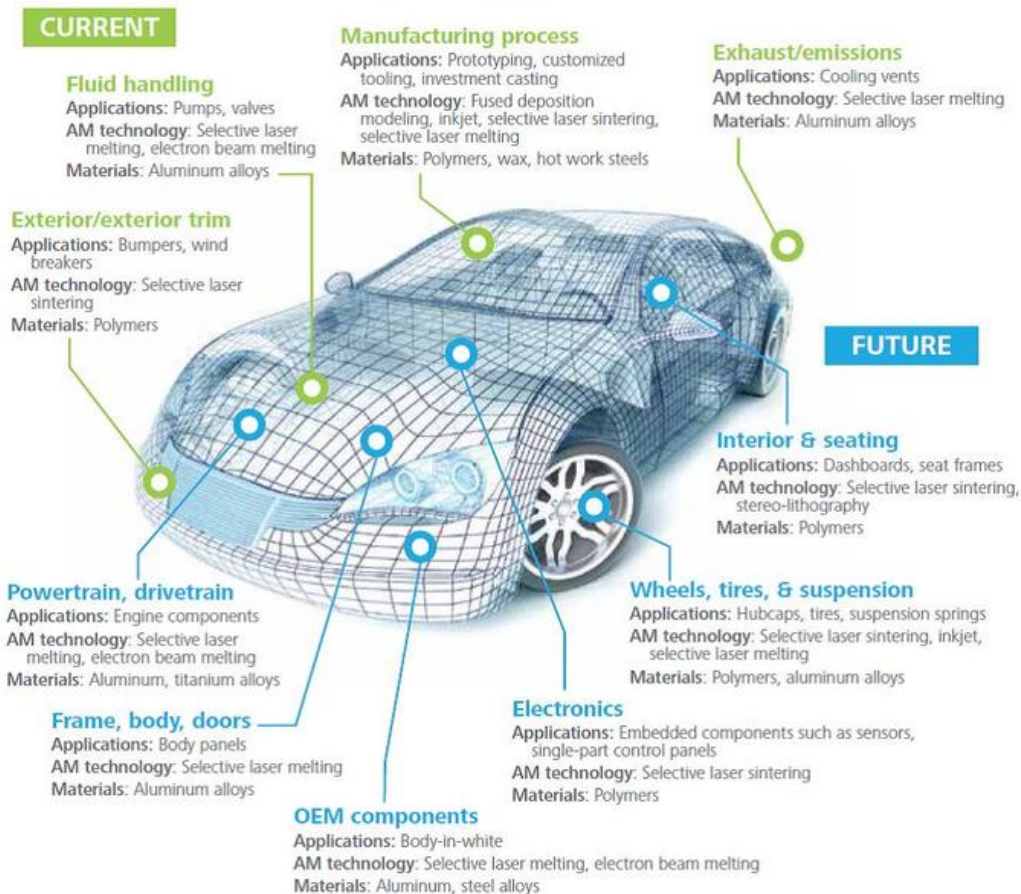 CURRENT
Manufacturing process
Applications: Prototyping, customized
tooling, investment casting
AM technology: Fused deposition
modeling, inkjet, selective laser sintering,
selective laser melting
Materials: Polymers, wax, hot work steels
Exhaust/emissions
Applications: Cooling vents
AM technology: Selective laser melting
Materials: Aluminum alloys
Fluid handling
Applications: Pumps, valves
AM technology: Selective laser
melting, electron beam melting
Materials: Aluminum alloys
Exterior/exterior trim
Applications: Bumpers, wind
breakers
AM technology: Selective laser
sintering
Materials: Polymers
FUTURE
Interior & seating
Applications: Dashboards, seat frames
AM technology: Selective laser sintering,
stereo-lithography
Materials: Polymers
Powertrain, drivetrain
Applications: Engine components
AM technology: Selective laser
melting, electron beam melting
Materials: Aluminum, titanium alloys
Wheels, tires, & suspension
Applications: Hubcaps, tires, suspension springs
AM technology: Selective laser sintering, inkjet,
selective laser melting
Materials: Polymers, aluminum alloys
Frame, body, doors
Applications: Body panels
AM technology: Selective laser melting
Materials: Aluminum alloys
Electronics
Applications: Embedded components such as sensors,
single-part control panels
AM technology: Selective laser sintering
Materials: Polymers
OEM components
Applications: Body-in-white
AM technology: Selective laser melting, electron beam melting
Materials: Aluminum, steel alloys